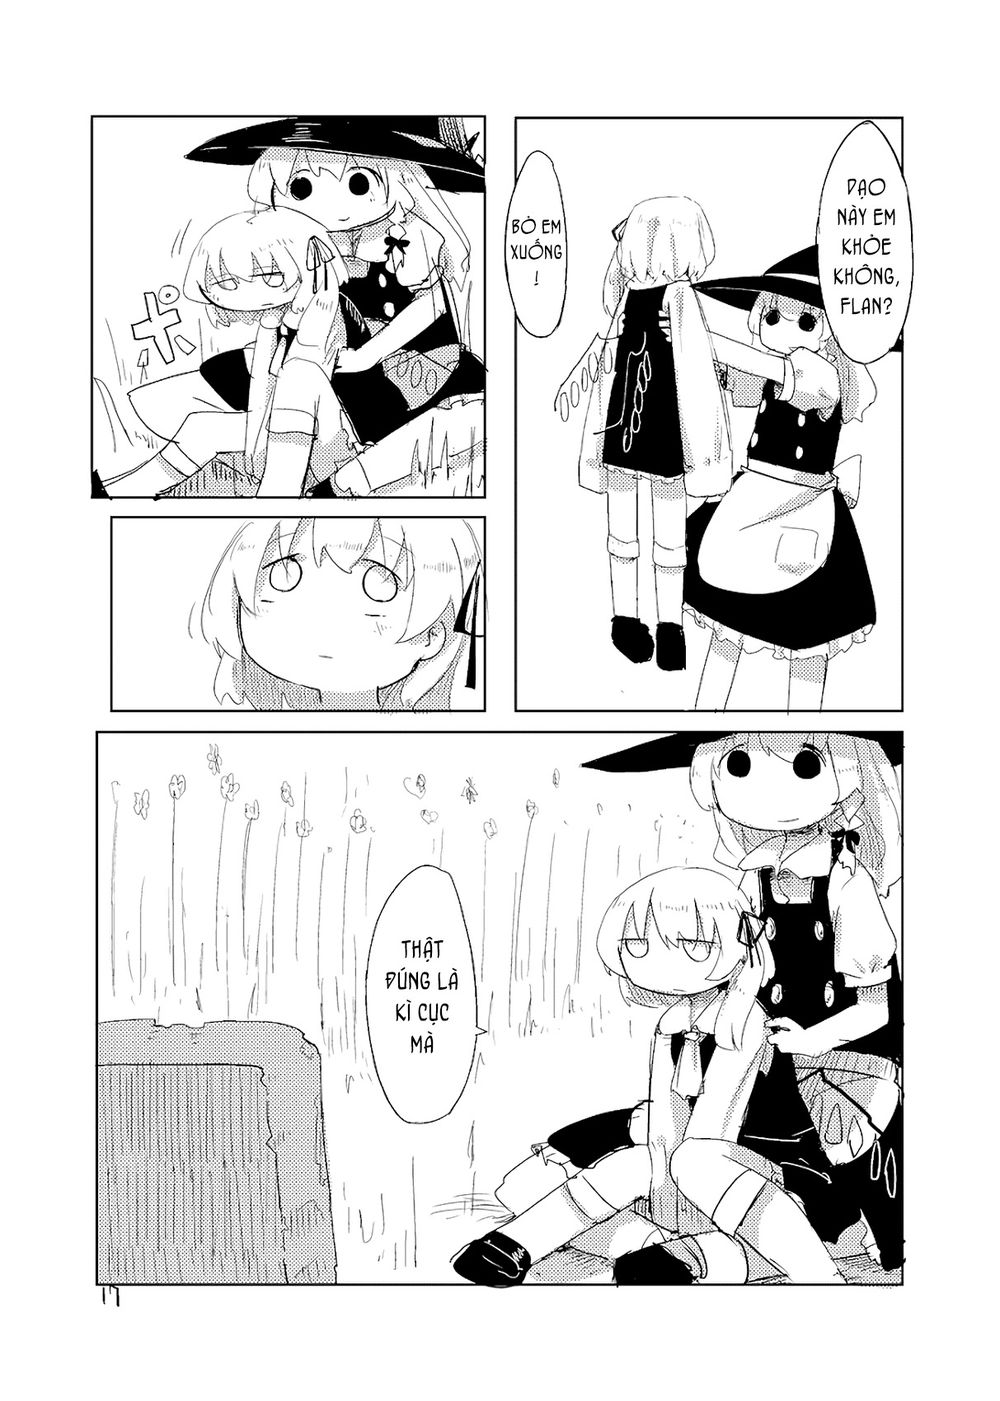 DẠO
NÀY EM
KHỎE
KHÔNG,
FLAN?
BỎ EM
XUỐNG
!
ポ
THẬT
ĐÚNG LÀ
KÌ CỤC
MÀ
17